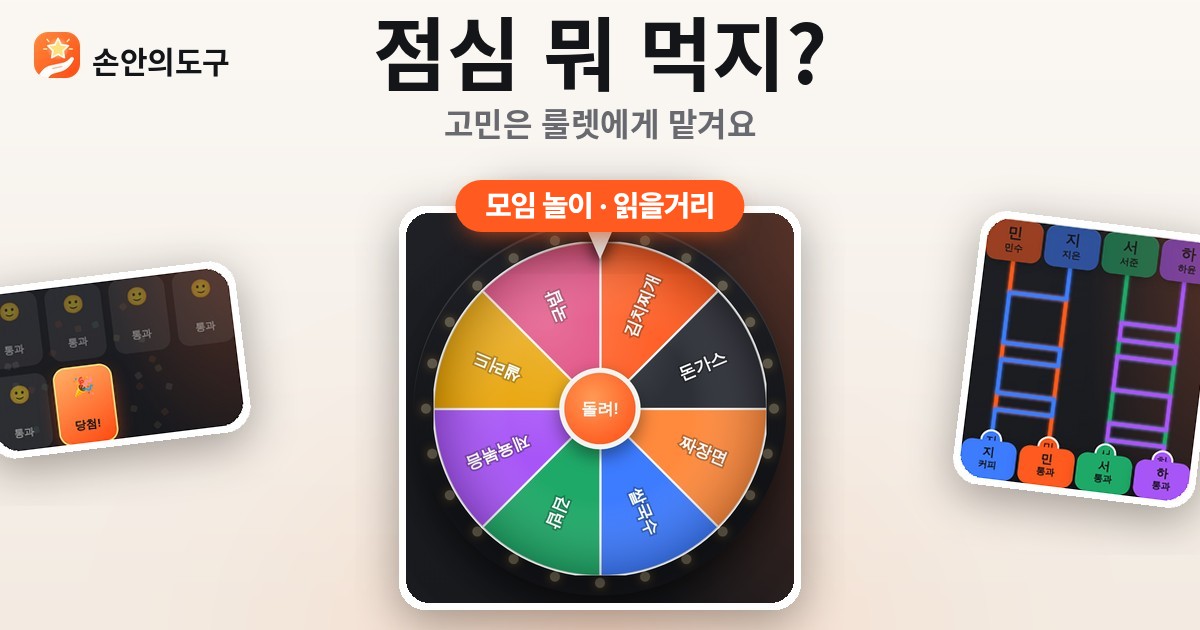 손안의도구
점심 뭐 먹지?
고민은 룰렛에게 맡겨요
모임 놀이 · 읽을거리
김치찌개
돈가스
짜장면
쌀국수
김밥
제육볶음
샐러드
국밥
돌려!
통과
통과
통과
통과
통과
당첨!
민
민수
지
지은
서
서준
하
하윤
지
커피
민
통과
서
통과
하
통과